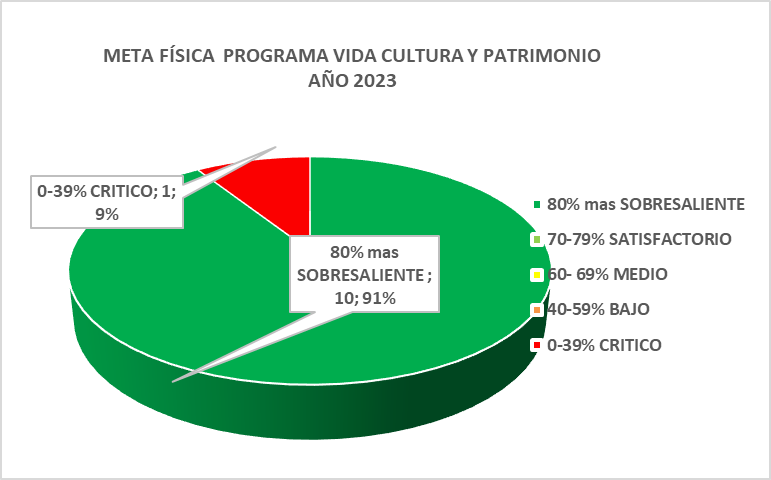 META FÍSICA  PROGRAMA VIDA CULTURA Y PATRIMONIO
AÑO 2023
0-39% CRITICO; 1;
9%
80% mas
SOBRESALIENTE ;
10; 91%
80% mas SOBRESALIENTE
70-79% SATISFACTORIO
60- 69% MEDIO
40-59% BAJO
0-39% CRITICO